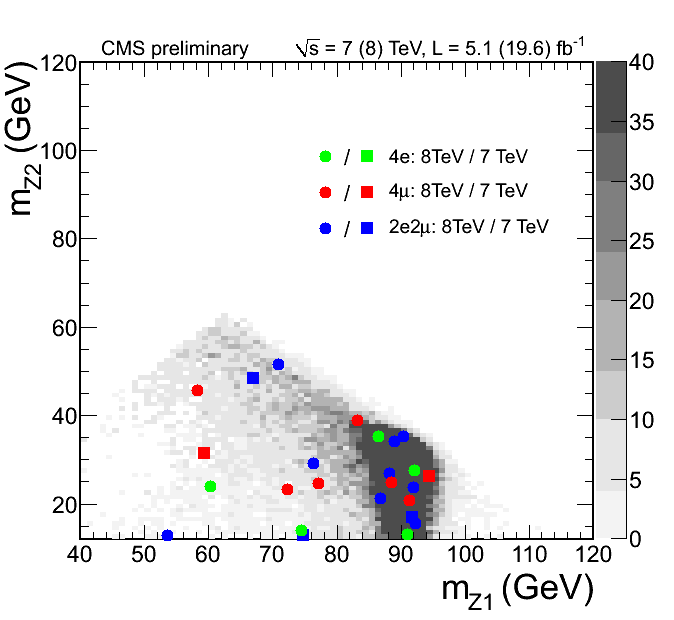 CMS preliminary
√s = 7 (8) TeV, L = 5.1 (19.6) fb⁻¹
/ 4e: 8TeV / 7 TeV
/ 4μ: 8TeV / 7 TeV
/ 2e2μ: 8TeV / 7 TeV
m_Z2 (GeV)
120
100
80
60
40
20
40 50 60 70 80 90 100 110 120
m_Z1 (GeV)
40
35
30
25
20
15
10
5
0